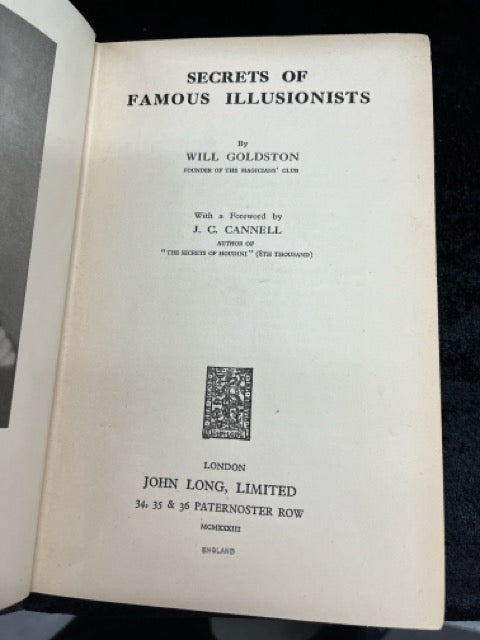 SECRETS OF
FAMOUS ILLUSIONISTS
By
WILL GOLDSTON
FOUNDER OF THE MAGICIANS' CLUB
With a Foreword by
J. C. CANNELL
AUTHOR OF
"THE SECRETS OF HOUDINI" (8TH THOUSAND)
LONDON
JOHN LONG, LIMITED
34, 35 & 36 PATERNOSTER ROW
MCMXXXIII
ENGLAND